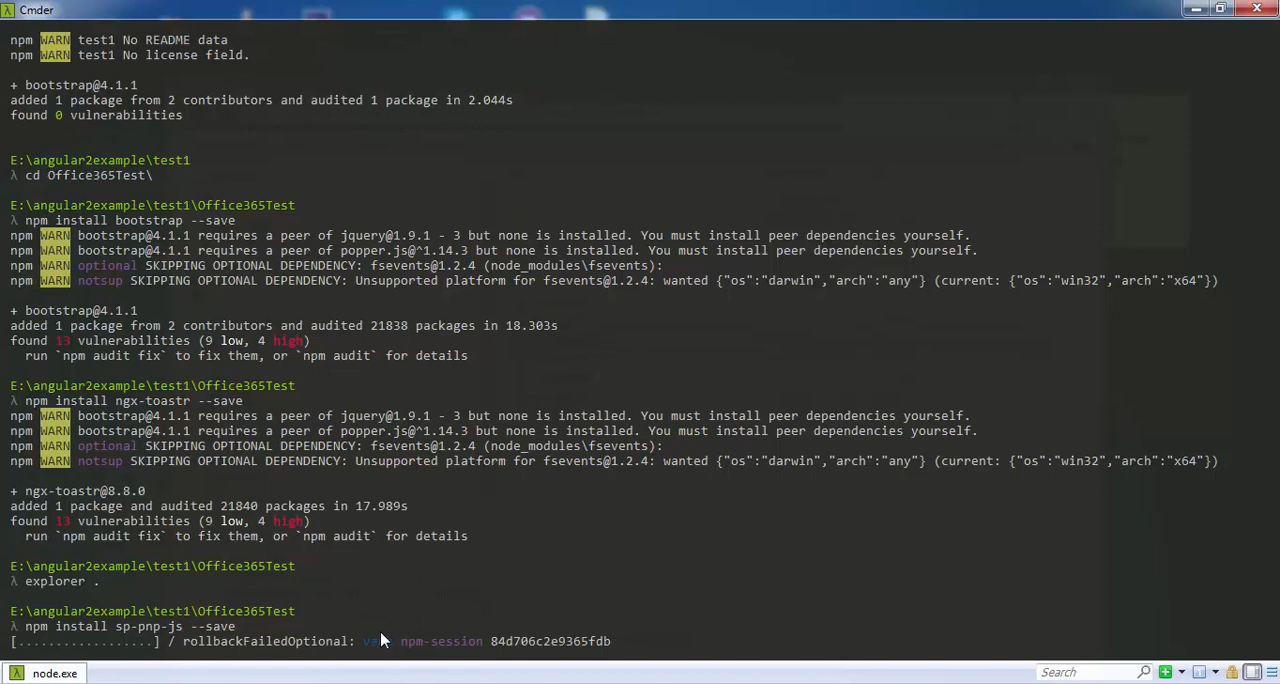 Cmder
npm WARN test1 No README data
npm WARN test1 No license field.
+ bootstrap@4.1.1
added 1 package from 2 contributors and audited 1 package in 2.044s
found 0 vulnerabilities
E:\angular2example\test1
λ cd Office365Test\
E:\angular2example\test1\Office365Test
λ npm install bootstrap --save
npm WARN bootstrap@4.1.1 requires a peer of jquery@1.9.1 - 3 but none is installed. You must install peer dependencies yourself.
npm WARN bootstrap@4.1.1 requires a peer of popper.js@^1.14.3 but none is installed. You must install peer dependencies yourself.
npm WARN optional SKIPPING OPTIONAL DEPENDENCY: fsevents@1.2.4 (node_modules\fsevents):
npm WARN notsup SKIPPING OPTIONAL DEPENDENCY: Unsupported platform for fsevents@1.2.4: wanted {"os":"darwin","arch":"any"} (current: {"os":"win32","arch":"x64"})
+ bootstrap@4.1.1
added 1 package from 2 contributors and audited 21838 packages in 18.303s
found 13 vulnerabilities (9 low, 4 high)
run `npm audit fix` to fix them, or `npm audit` for details
E:\angular2example\test1\Office365Test
λ npm install ngx-toastr --save
npm WARN bootstrap@4.1.1 requires a peer of jquery@1.9.1 - 3 but none is installed. You must install peer dependencies yourself.
npm WARN bootstrap@4.1.1 requires a peer of popper.js@^1.14.3 but none is installed. You must install peer dependencies yourself.
npm WARN optional SKIPPING OPTIONAL DEPENDENCY: fsevents@1.2.4 (node_modules\fsevents):
npm WARN notsup SKIPPING OPTIONAL DEPENDENCY: Unsupported platform for fsevents@1.2.4: wanted {"os":"darwin","arch":"any"} (current: {"os":"win32","arch":"x64"})
+ ngx-toastr@8.8.0
added 1 package and audited 21840 packages in 17.989s
found 13 vulnerabilities (9 low, 4 high)
run `npm audit fix` to fix them, or `npm audit` for details
E:\angular2example\test1\Office365Test
λ explorer .
E:\angular2example\test1\Office365Test
λ npm install sp-pnp-js --save
[..................] / rollbackFailedOptional: npm-session 84d706c2e9365fdb
node.exe
Search